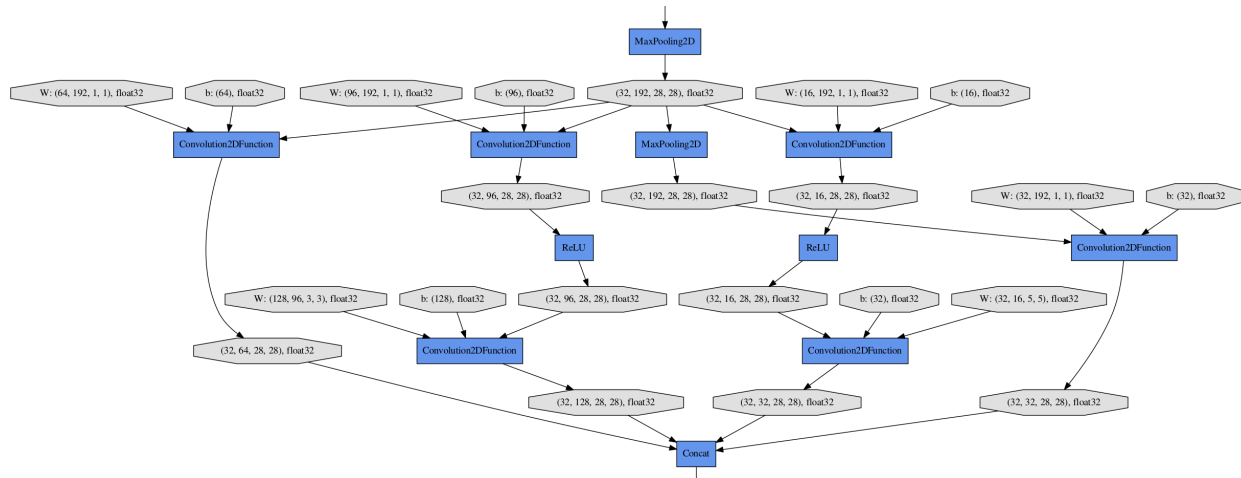 MaxPooling2D
W: (64, 192, 1, 1), float32
b: (64), float32
W: (96, 192, 1, 1), float32
b: (96), float32
(32, 192, 28, 28), float32
W: (16, 192, 1, 1), float32
b: (16), float32
Convolution2DFunction
Convolution2DFunction
MaxPooling2D
Convolution2DFunction
(32, 96, 28, 28), float32
(32, 192, 28, 28), float32
(32, 16, 28, 28), float32
W: (32, 192, 1, 1), float32
b: (32), float32
ReLU
ReLU
Convolution2DFunction
W: (128, 96, 3, 3), float32
b: (128), float32
(32, 96, 28, 28), float32
(32, 16, 28, 28), float32
b: (32), float32
W: (32, 16, 5, 5), float32
(32, 64, 28, 28), float32
Convolution2DFunction
Convolution2DFunction
(32, 128, 28, 28), float32
(32, 32, 28, 28), float32
(32, 32, 28, 28), float32
Concat